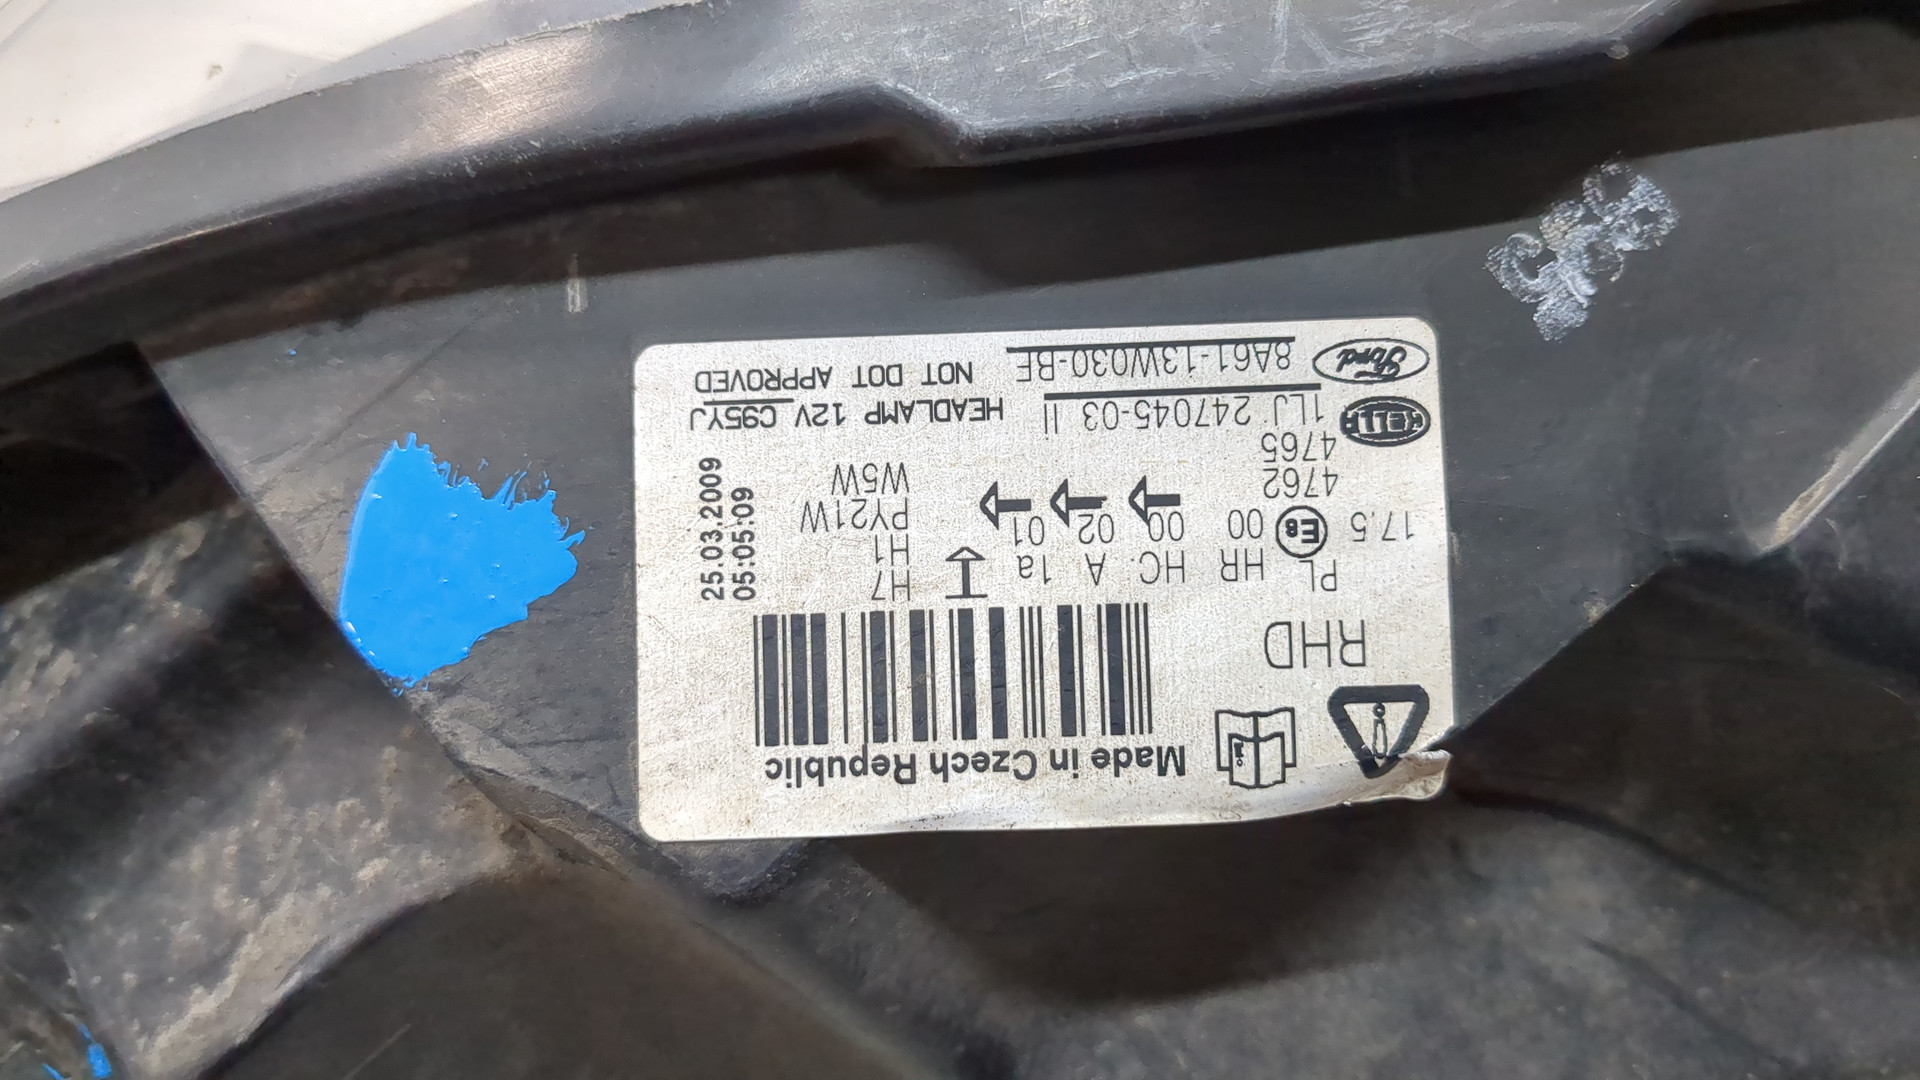 Ford 8A61-13W030-BE NOT DOT APPROVED
HELLA 1LJ 247045-03 II HEADLAMP 12V C95YJ
4765
4762
17.5 E8 00 00 02 01
PL HR HC A 1a
W5W
PY21W
H1
H7
25.03.2009
05:05:09
RHD
Made in Czech Republic